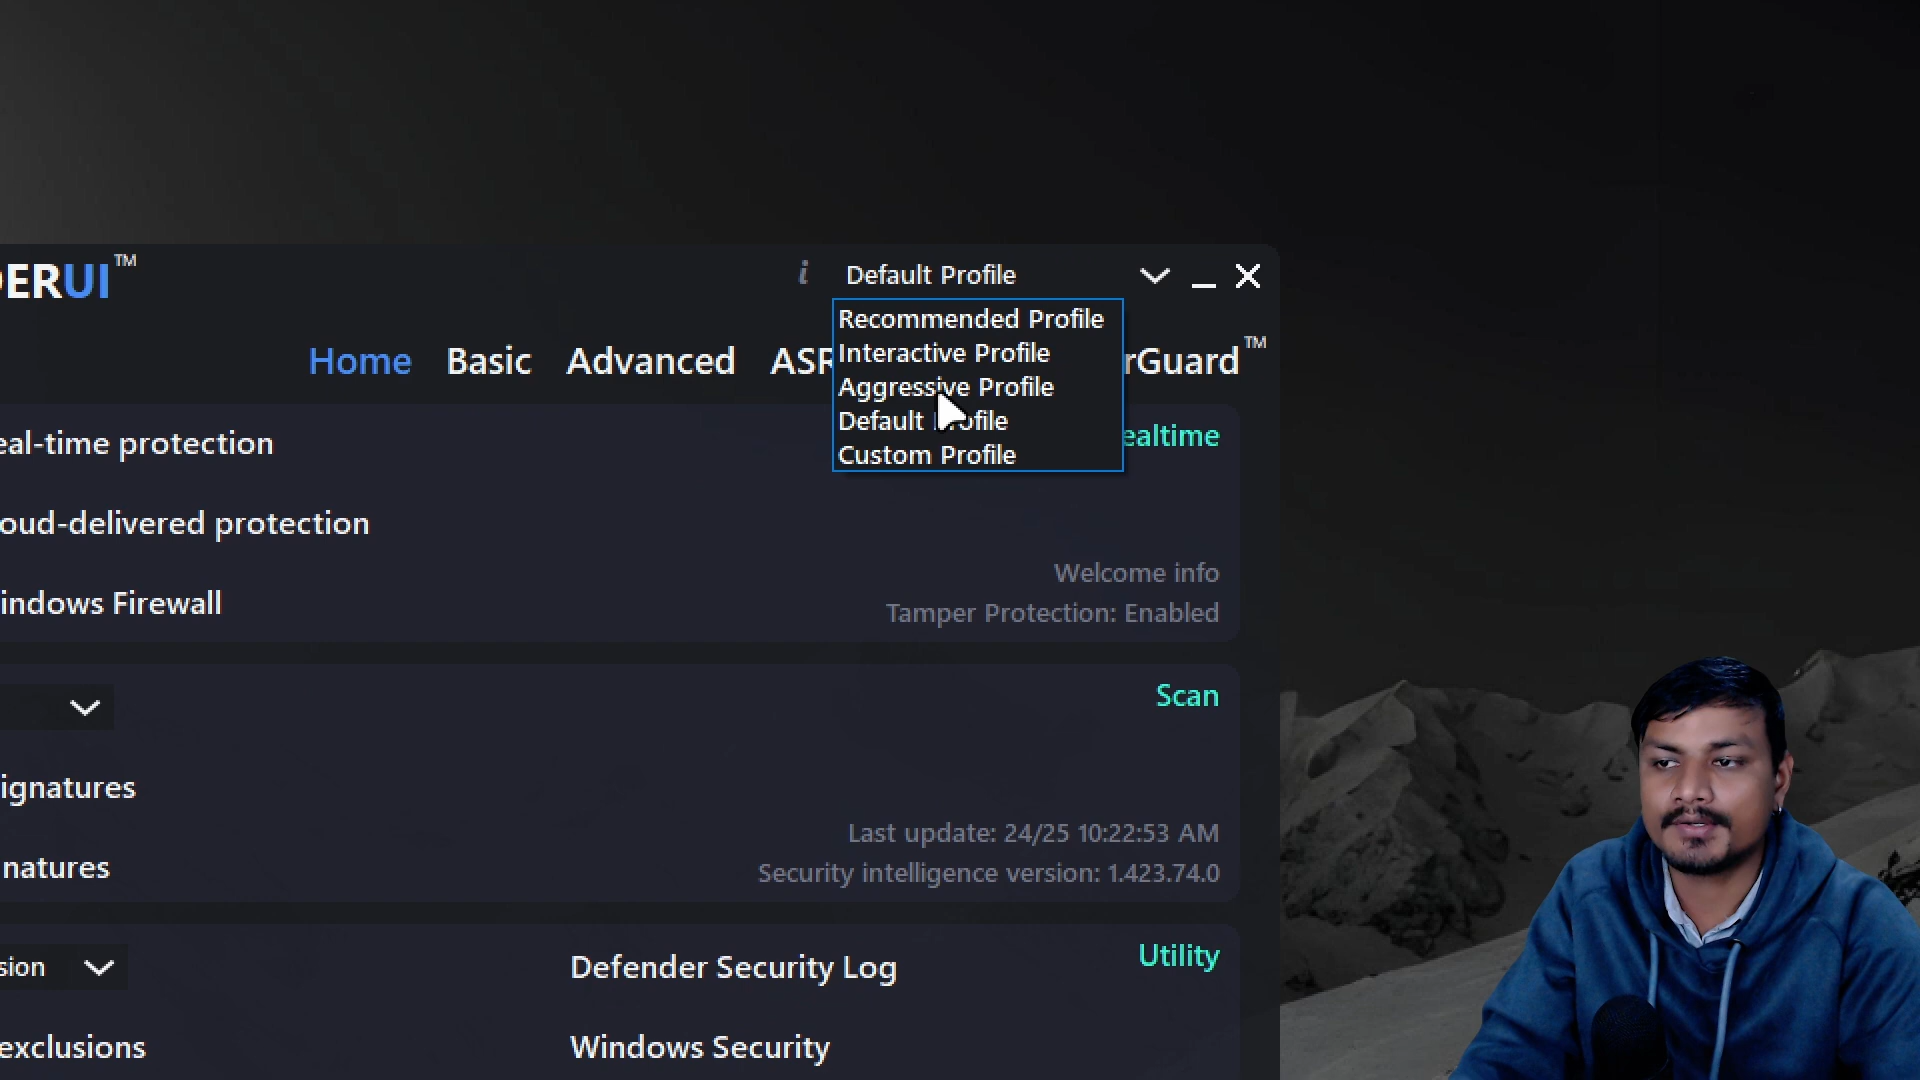 ERUI™
i Default Profile
Recommended Profile
Interactive Profile
Aggressive Profile
Default Profile
Custom Profile
Home Basic Advanced ASR rGuard™
eal-time protection
ealtime
oud-delivered protection
Welcome info
indows Firewall
Tamper Protection: Enabled
Scan
ignatures
Last update: 24/25 10:22:53 AM
natures
Security intelligence version: 1.423.74.0
sion
Defender Security Log
Utility
exclusions
Windows Security